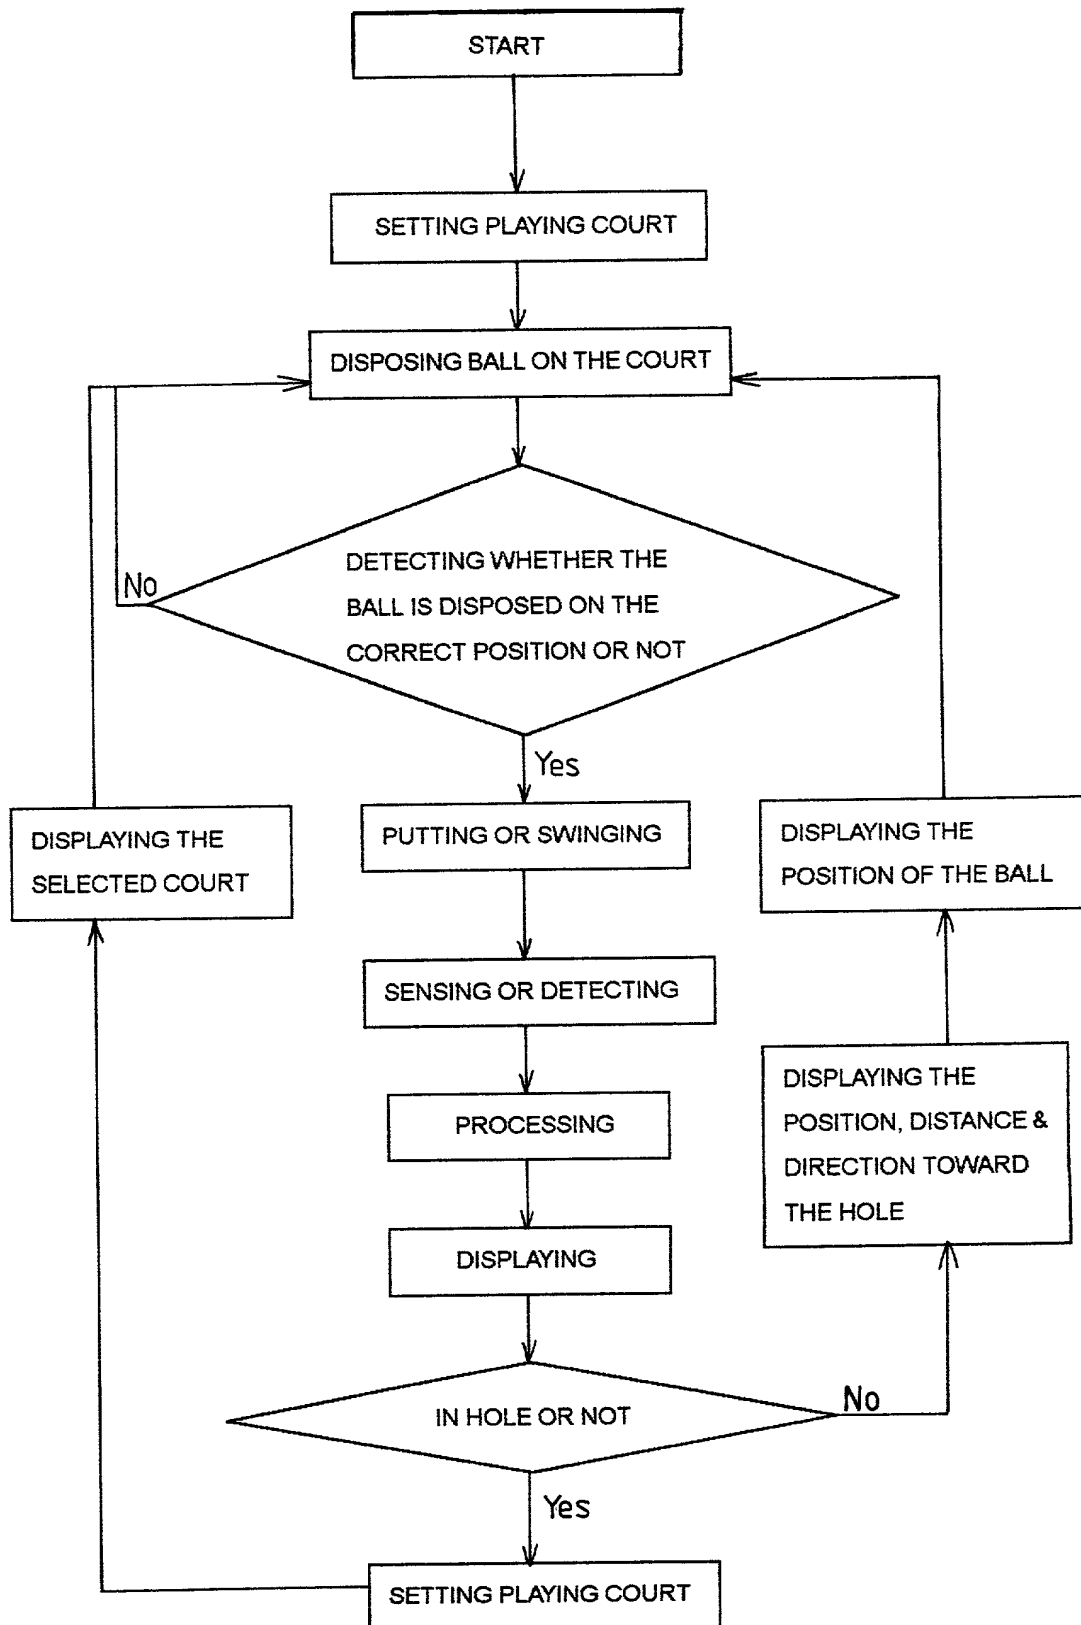 START
SETTING PLAYING COURT
DISPOSING BALL ON THE COURT
DETECTING WHETHER THE
BALL IS DISPOSED ON THE
CORRECT POSITION OR NOT
No
Yes
DISPLAYING THE
SELECTED COURT
PUTTING OR SWINGING
DISPLAYING THE
POSITION OF THE BALL
SENSING OR DETECTING
DISPLAYING THE
POSITION, DISTANCE &
DIRECTION TOWARD
THE HOLE
PROCESSING
DISPLAYING
IN HOLE OR NOT
No
Yes
SETTING PLAYING COURT